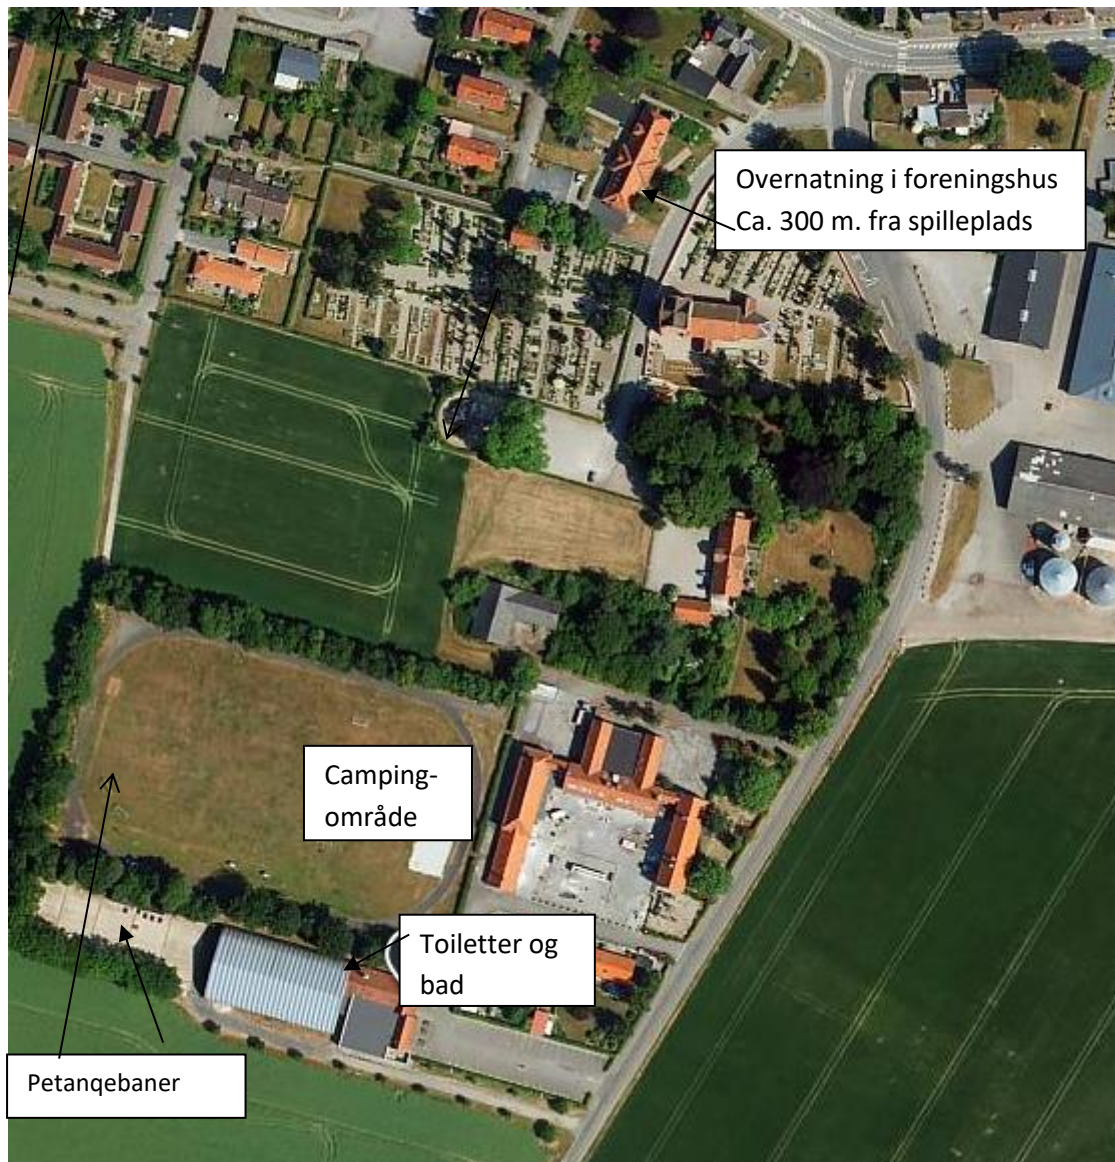 Overnatning i foreningshus
Ca. 300 m. fra spilleplads
Camping-
område
Toiletter og
bad
Petanqebaner